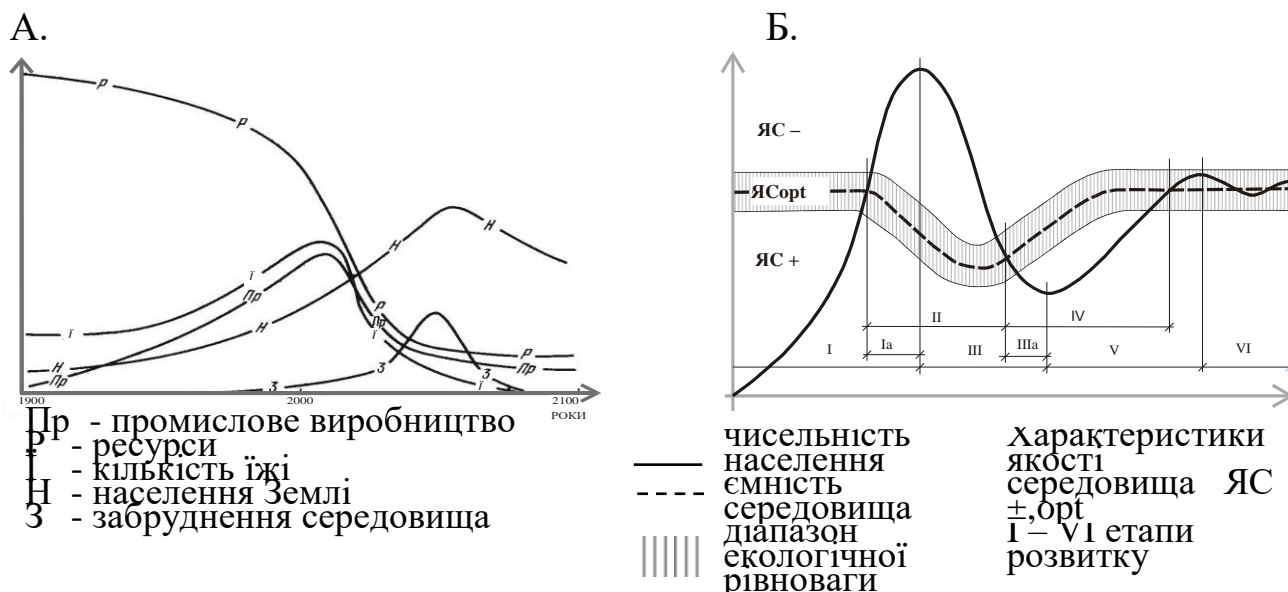 А.
Б.
Р
Р
Н
Н
Ї
Пр
Р
Пр
Ї
Н
Ї
Н
Пр
З
З
З
Ї
Р
Пр
1900
2000
2100
РОКИ
Пр - промислове виробництво
Р - ресурси
Ї - кількість їжі
Н - населення Землі
З - забруднення середовища
ЯС –
ЯСopt
ЯС +
II
IV
I
Ia
III
IIIa
V
VI
чисельність населення
ємність середовища
діапазон екологічної рівноваги
Характеристики якості середовища ЯС ±,opt
I – VI етапи розвитку